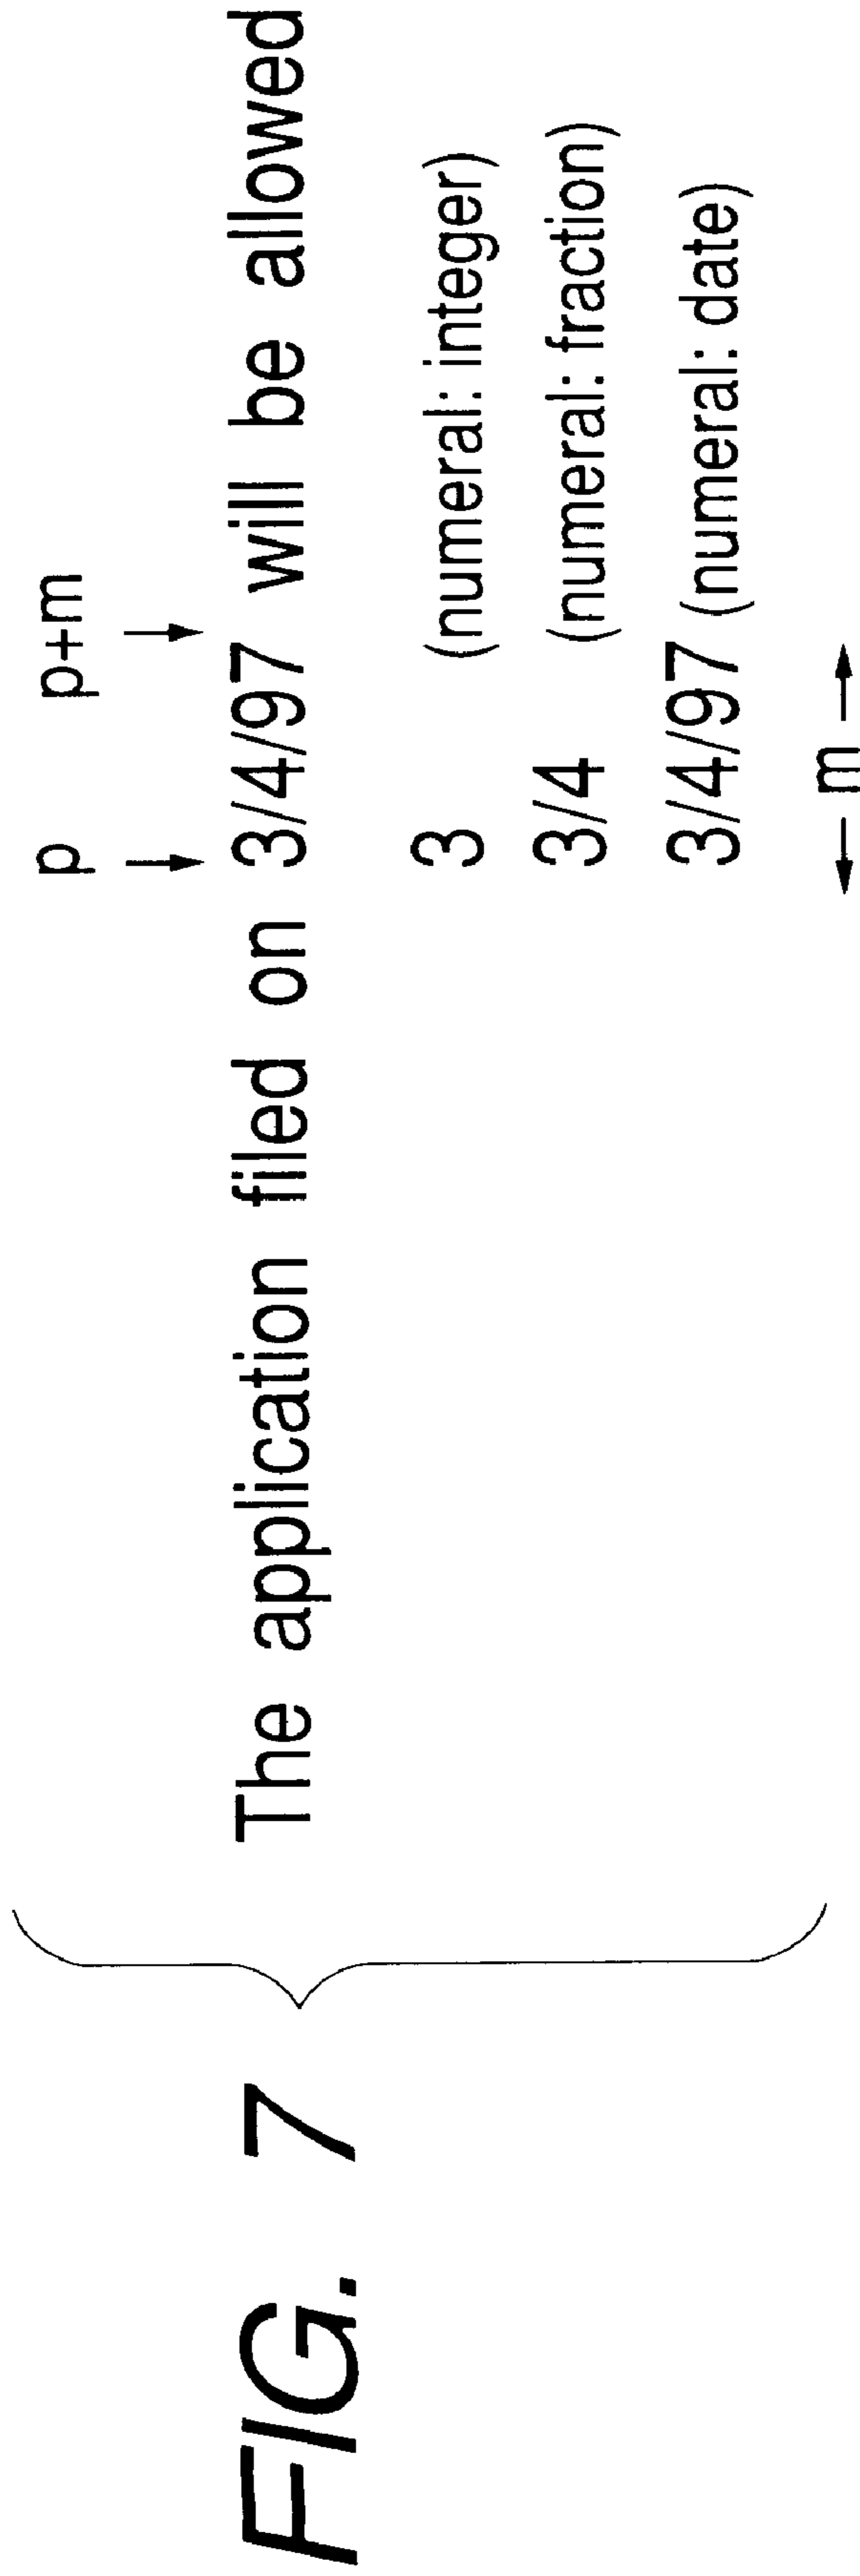 FIG. 7
p p+m
↓ ↓
The application filed on 3/4/97 will be allowed
3 (numeral: integer)
3/4 (numeral: fraction)
3/4/97 (numeral: date)
← m →